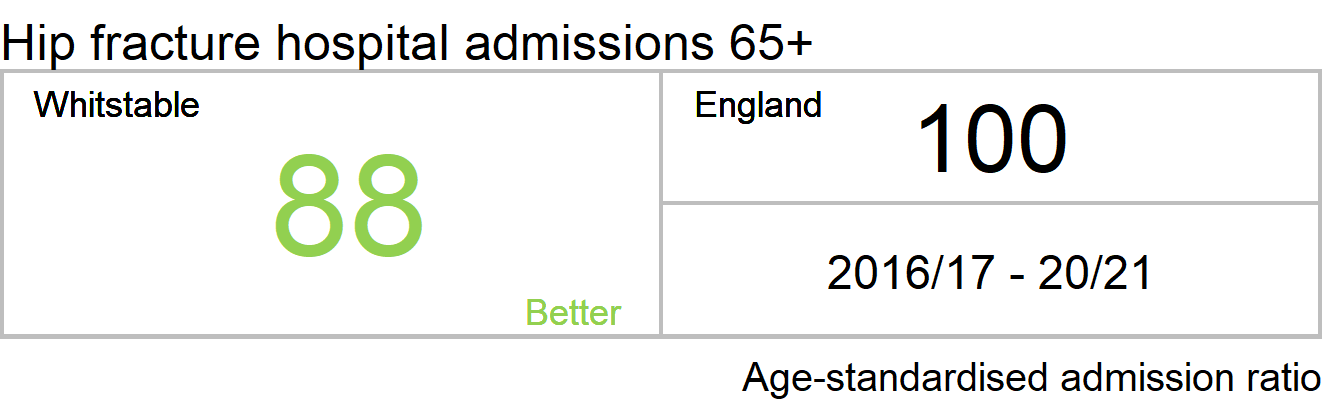 Hip fracture hospital admissions 65+
Whitstable
88
Better
England
100
2016/17 - 20/21
Age-standardised admission ratio